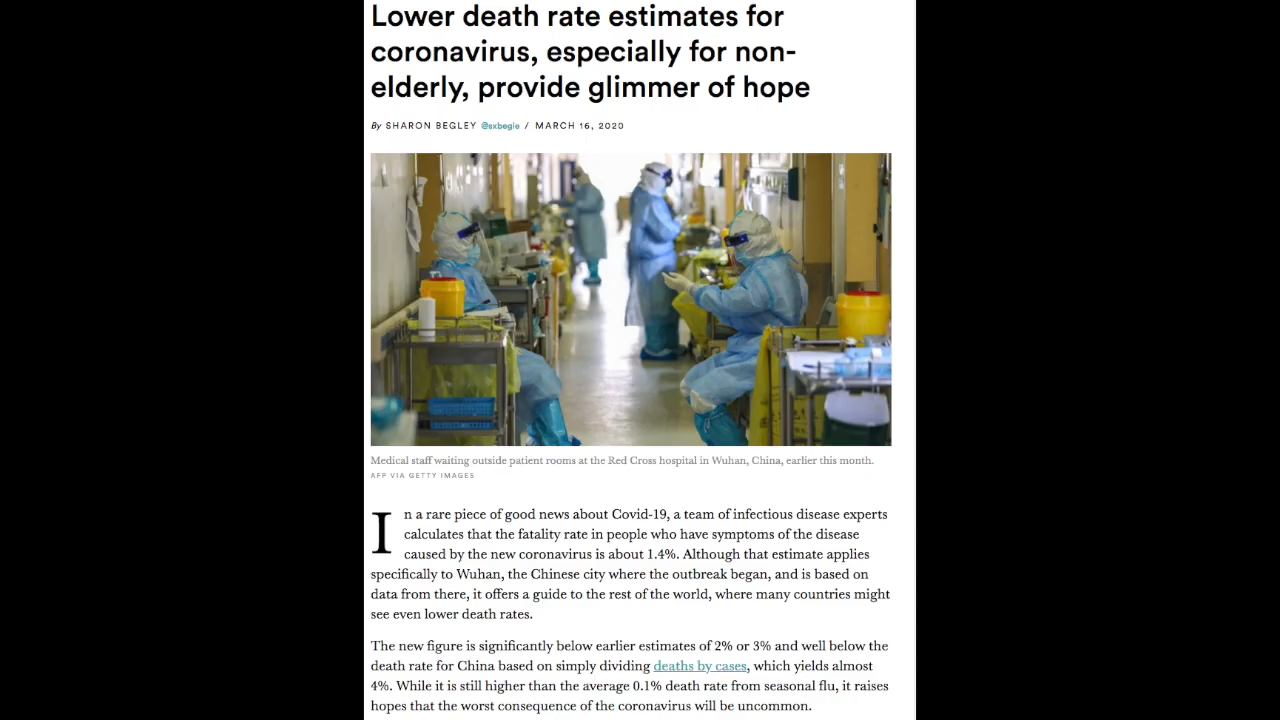 Lower death rate estimates for
coronavirus, especially for non-
elderly, provide glimmer of hope
By SHARON BEGLEY @sxbegle / MARCH 16, 2020
Medical staff waiting outside patient rooms at the Red Cross hospital in Wuhan, China, earlier this month.
AFP VIA GETTY IMAGES
In a rare piece of good news about Covid-19, a team of infectious disease experts
calculates that the fatality rate in people who have symptoms of the disease
caused by the new coronavirus is about 1.4%. Although that estimate applies
specifically to Wuhan, the Chinese city where the outbreak began, and is based on
data from there, it offers a guide to the rest of the world, where many countries might
see even lower death rates.
The new figure is significantly below earlier estimates of 2% or 3% and well below the
death rate for China based on simply dividing deaths by cases, which yields almost
4%. While it is still higher than the average 0.1% death rate from seasonal flu, it raises
hopes that the worst consequence of the coronavirus will be uncommon.